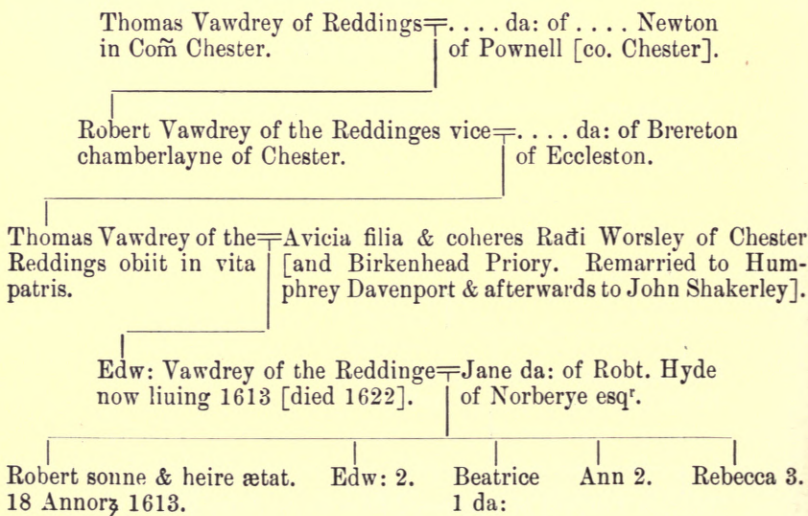 Thomas Vawdrey of Reddings╤. . . . da: of . . . . Newton
in Com̃ Chester. of Pownell [co. Chester].
Robert Vawdrey of the Reddinges vice╤. . . . da: of Brereton
chamberlayne of Chester. of Eccleston.
Thomas Vawdrey of the╤Avicia filia & coheres Rađi Worsley of Chester
Reddings obiit in vita [and Birkenhead Priory. Remarried to Hum-
patris. phrey Davenport & afterwards to John Shakerley].
Edw: Vawdrey of the Reddinge╤Jane da: of Robt. Hyde
now liuing 1613 [died 1622]. of Norberye esqʳ.
Robert sonne & heire ætat. Edw: 2. Beatrice Ann 2. Rebecca 3.
18 Annorꝫ 1613. 1 da: